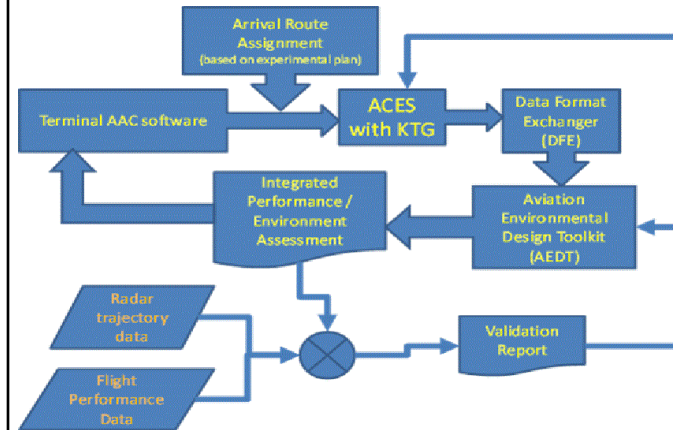 Arrival Route
Assignment
(based on experimental plan)
Terminal AAC software
ACES
with KTG
Data Format
Exchanger
(DFE)
Integrated
Performance /
Environment
Assessment
Aviation
Environmental
Design Toolkit
(AEDT)
Radar
trajectory
data
Validation
Report
Flight
Performance
Data